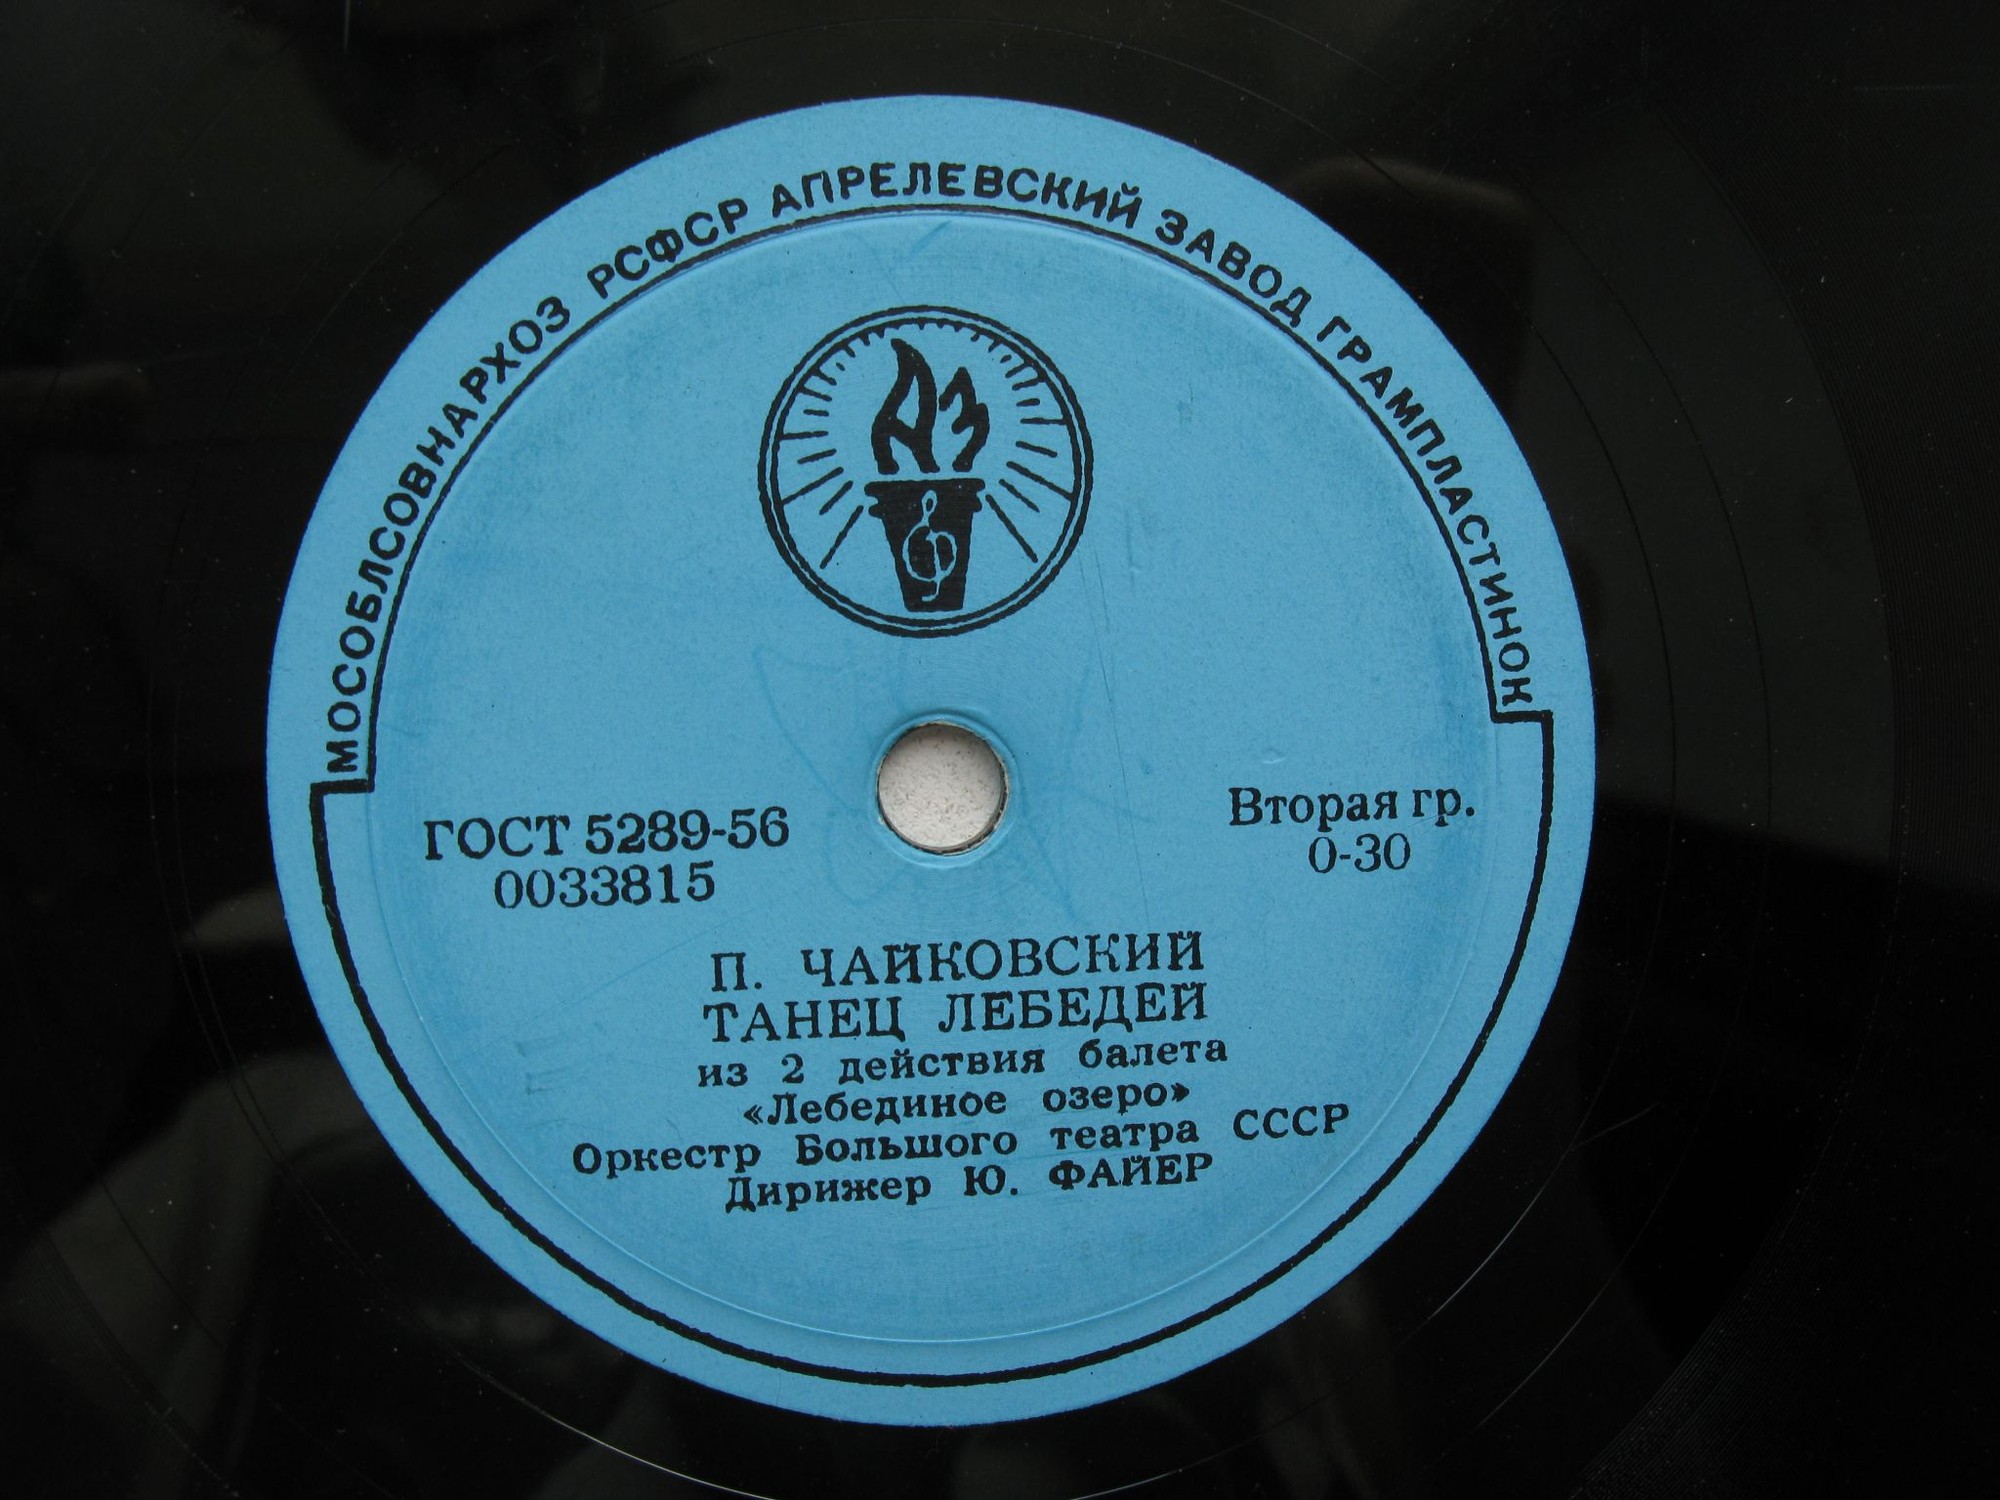 МОСОБЛСОВНАРХОЗ РСФСР АПРЕЛЕВСКИЙ ЗАВОД ГРАМПЛАСТИНОК
АЗ
ГОСТ 5289-56
0033815
Вторая гр.
0-30
П. ЧАЙКОВСКИЙ
ТАНЕЦ ЛЕБЕДЕЙ
из 2 действия балета
«Лебединое озеро»
Оркестр Большого театра СССР
Дирижер Ю. ФАЙЕР